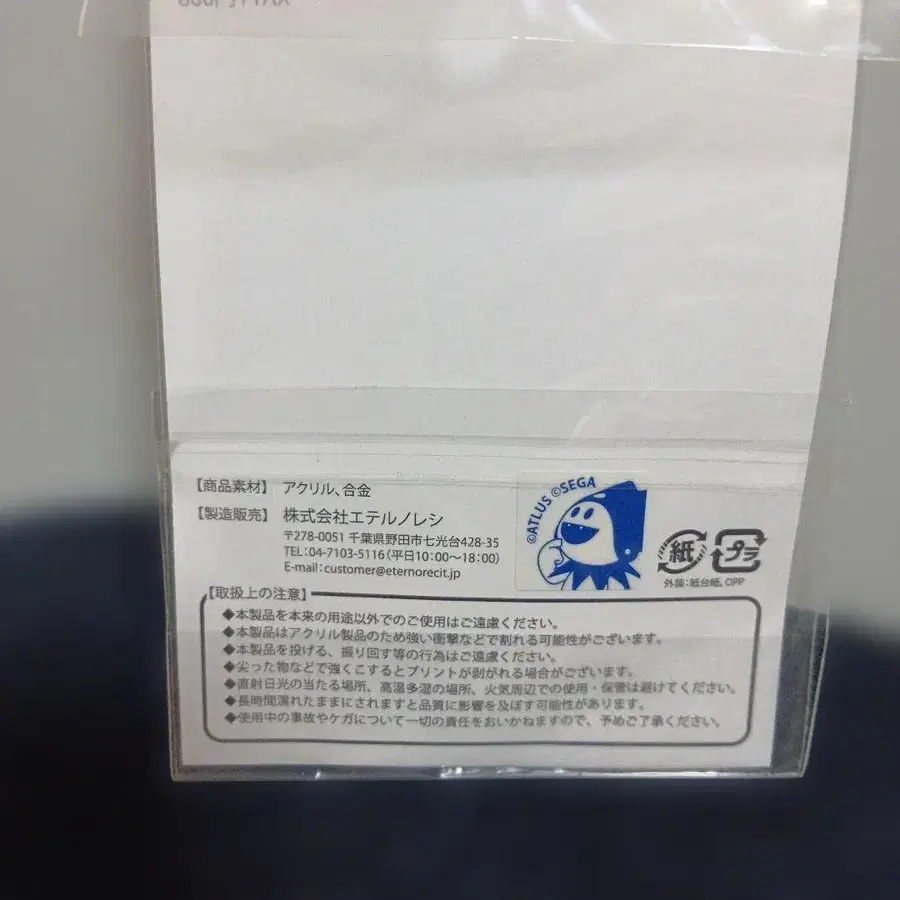 【商品素材】 アクリル、合金
【製造販売】 株式会社エテルノレシ
〒278-0051 千葉県野田市七光台428-35
TEL:04-7103-5116(平日10:00〜18:00)
E-mail:customer@eternorecit.jp
©ATLUS ©SEGA
紙 プラ
外装:紙台紙、OPP
【取扱上の注意】
◆本製品を本来の用途以外でのご使用はご遠慮ください。
◆本製品はアクリル製品のため強い衝撃などで割れる可能性がございます。
◆本製品を投げる、振り回す等の行為はご遠慮ください。
◆尖った物などで強くこするとプリントが剥がれる場合がございます。
◆直射日光の当たる場所、高温多湿の場所、火気周辺での使用・保管は避けてください。
◆長時間濡れたままにされますと品質に影響を及ぼす可能性があります。
◆使用中の事故やケガについて一切の責任をおいかねますので、予めご了承ください。